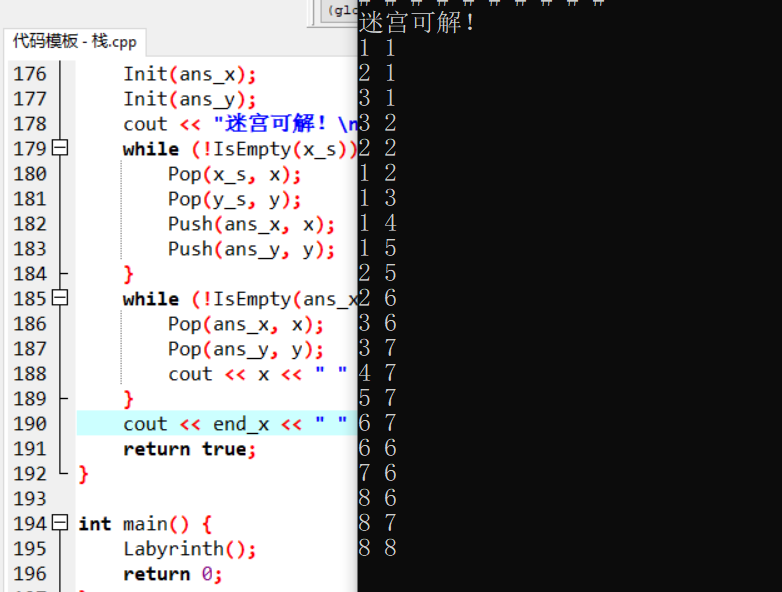 (glo
# # # # # # # # # #
代码模板 - 栈.cpp
176 Init(ans_x);
177 Init(ans_y);
178 cout << "迷宫可解! \n
179 while (!IsEmpty(x_s))
180 Pop(x_s, x);
181 Pop(y_s, y);
182 Push(ans_x, x);
183 Push(ans_y, y);
184 }
185 while (!IsEmpty(ans_x
186 Pop(ans_x, x);
187 Pop(ans_y, y);
188 cout << x << " "
189 }
190 cout << end_x << " "
191 return true;
192 }
193
194 int main() {
195 Labyrinth();
196 return 0;
迷宫可解!
1 1
2 1
3 1
3 2
2 2
1 2
1 3
1 4
1 5
2 5
2 6
3 6
3 7
4 7
5 7
6 7
6 6
7 6
8 6
8 7
8 8